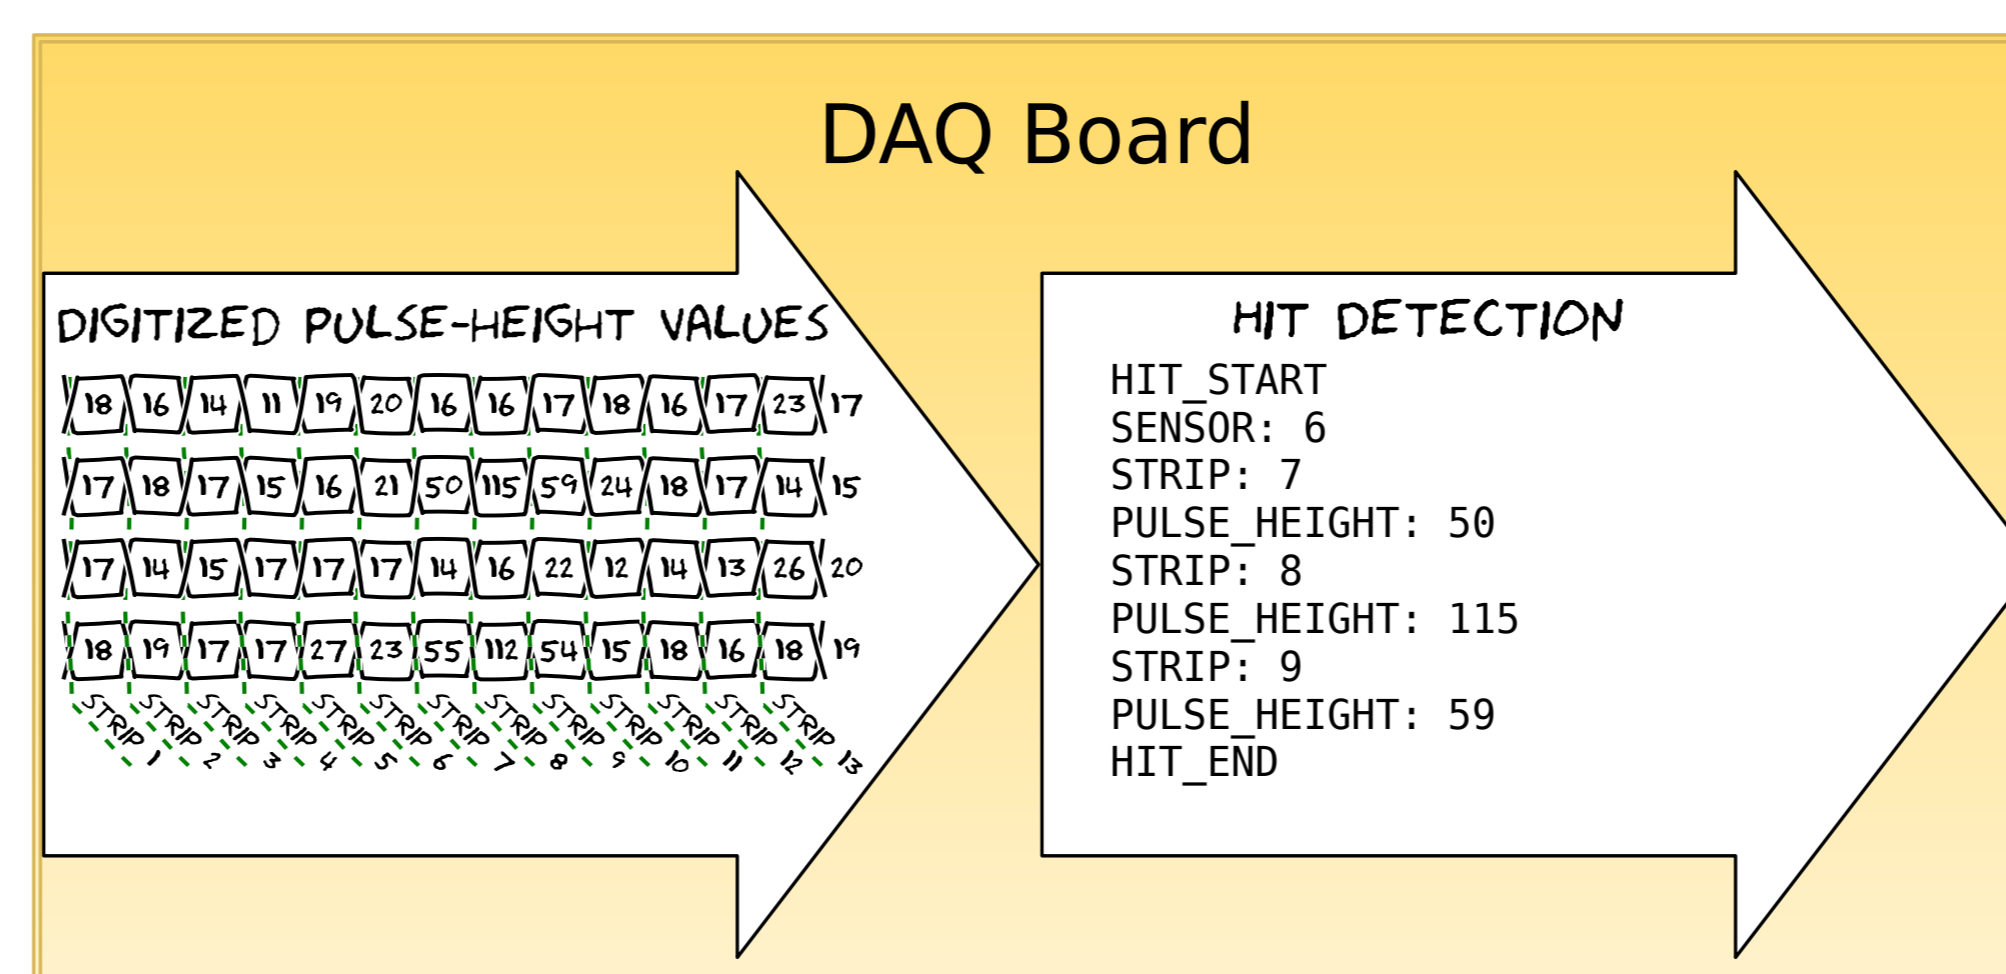 DAQ Board
DIGITIZED PULSE-HEIGHT VALUES
18 16 14 11 19 20 16 16 17 18 16 17 23 17
17 18 17 15 16 21 50 115 59 24 18 17 14 15
17 14 15 17 17 17 14 16 22 12 14 13 26 20
18 19 17 17 27 23 55 112 54 15 18 16 18 19
STRIP 1
STRIP 2
STRIP 3
STRIP 4
STRIP 5
STRIP 6
STRIP 7
STRIP 8
STRIP 9
STRIP 10
STRIP 11
STRIP 12
STRIP 13
HIT DETECTION
HIT_START
SENSOR: 6
STRIP: 7
PULSE_HEIGHT: 50
STRIP: 8
PULSE_HEIGHT: 115
STRIP: 9
PULSE_HEIGHT: 59
HIT_END